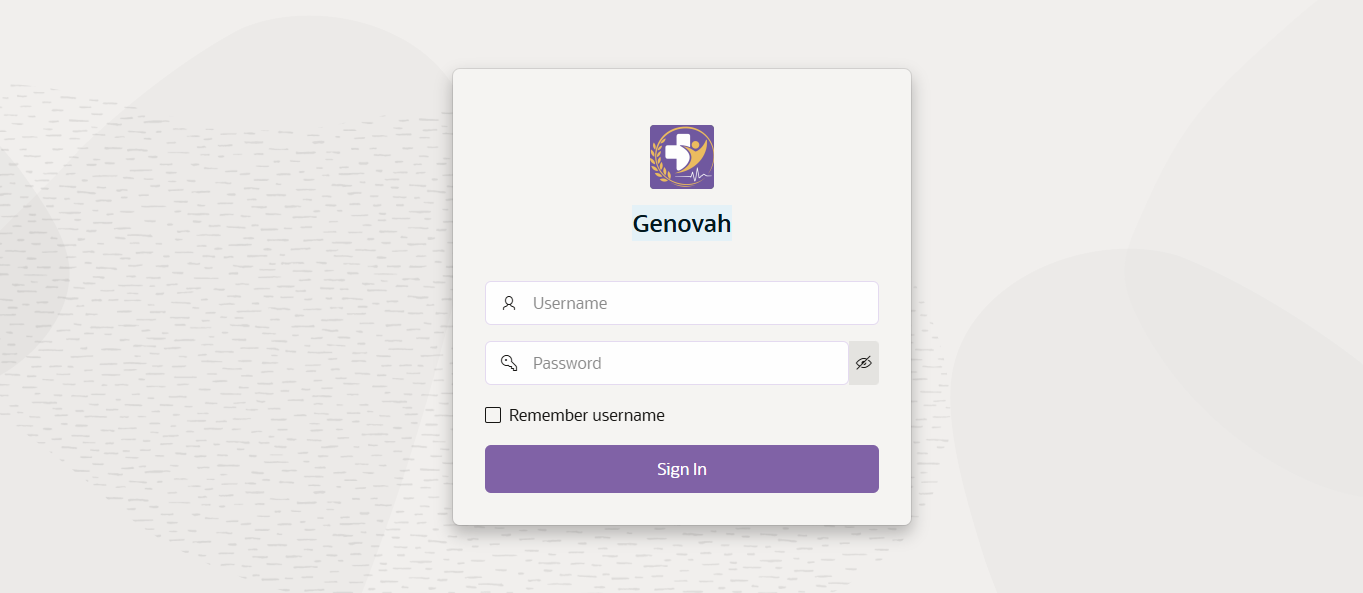 Genovah
Username
Password
Remember username
Sign In